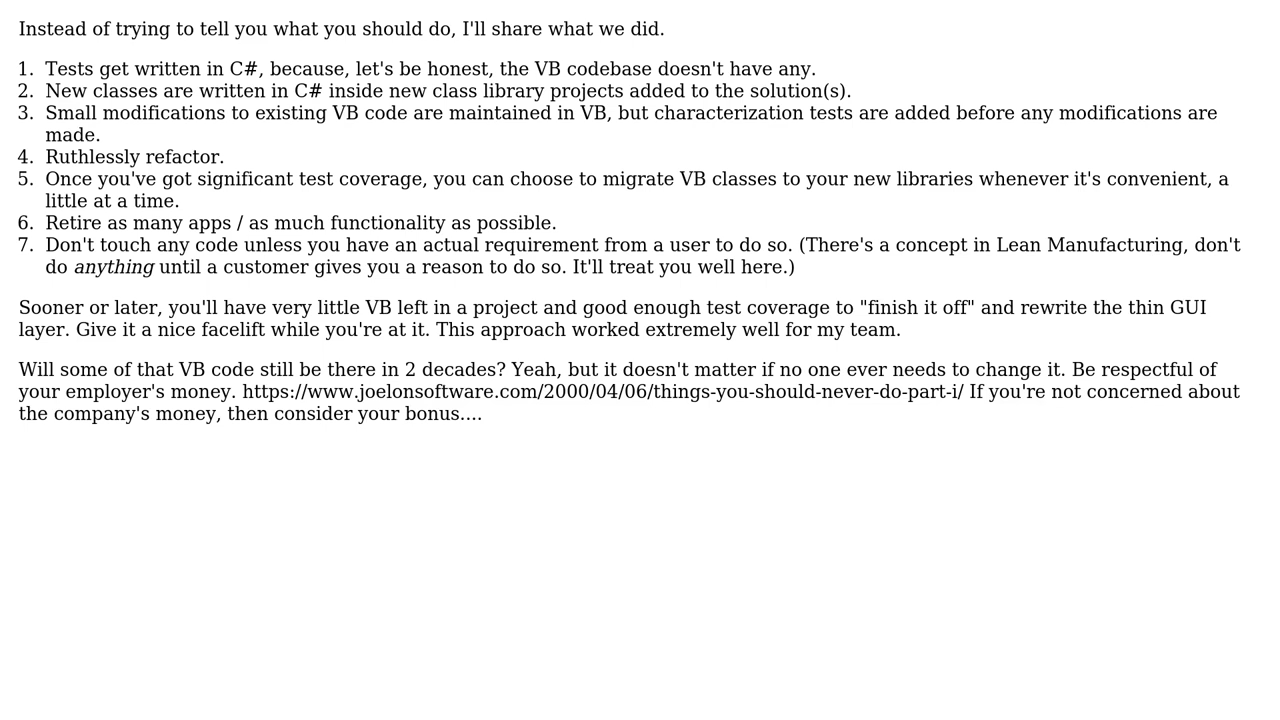 Instead of trying to tell you what you should do, I'll share what we did.
1. Tests get written in C#, because, let's be honest, the VB codebase doesn't have any.
2. New classes are written in C# inside new class library projects added to the solution(s).
3. Small modifications to existing VB code are maintained in VB, but characterization tests are added before any modifications are
made.
4. Ruthlessly refactor.
5. Once you've got significant test coverage, you can choose to migrate VB classes to your new libraries whenever it's convenient, a
little at a time.
6. Retire as many apps / as much functionality as possible.
7. Don't touch any code unless you have an actual requirement from a user to do so. (There's a concept in Lean Manufacturing, don't
do anything until a customer gives you a reason to do so. It'll treat you well here.)
Sooner or later, you'll have very little VB left in a project and good enough test coverage to "finish it off" and rewrite the thin GUI
layer. Give it a nice facelift while you're at it. This approach worked extremely well for my team.
Will some of that VB code still be there in 2 decades? Yeah, but it doesn't matter if no one ever needs to change it. Be respectful of
your employer's money. https://www.joelonsoftware.com/2000/04/06/things-you-should-never-do-part-i/ If you're not concerned about
the company's money, then consider your bonus....